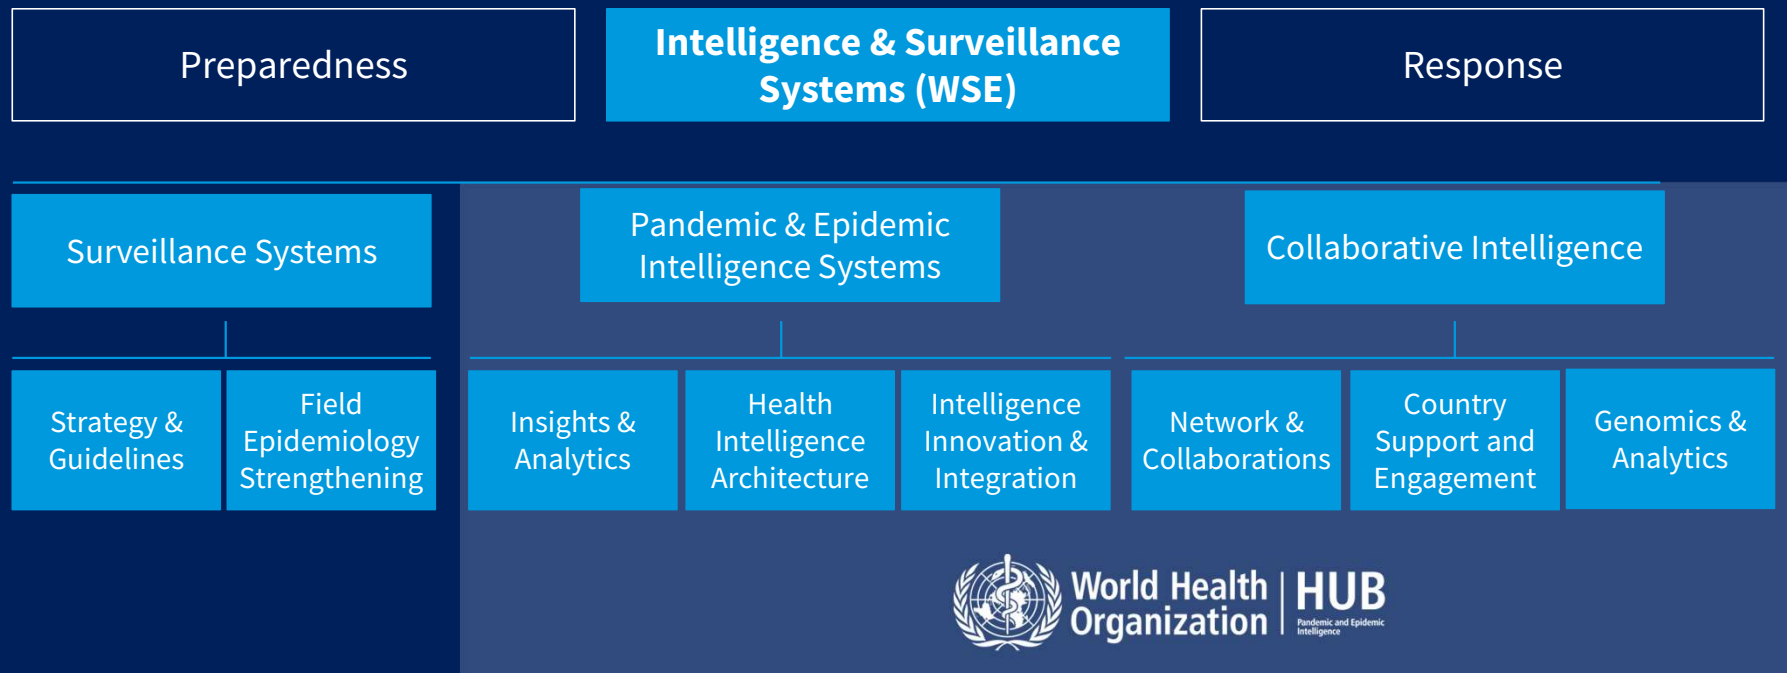 Preparedness
Intelligence & Surveillance
Systems (WSE)
Response
Surveillance Systems
Pandemic & Epidemic
Intelligence Systems
Collaborative Intelligence
Strategy &
Guidelines
Field
Epidemiology
Strengthening
Insights &
Analytics
Health
Intelligence
Architecture
Intelligence
Innovation &
Integration
Network &
Collaborations
Country
Support and
Engagement
Genomics &
Analytics
World Health
Organization
HUB
Pandemic and Epidemic
Intelligence